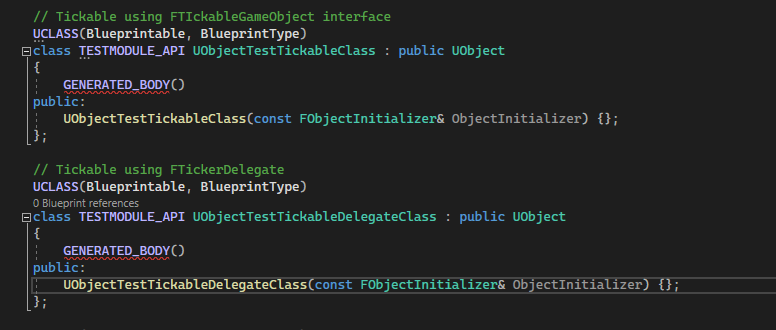 // Tickable using FTIckableGameObject interface
UCLASS(Blueprintable, BlueprintType)
class TESTMODULE_API UObjectTestTickableClass : public UObject
{
GENERATED_BODY()
public:
UObjectTestTickableClass(const FObjectInitializer& ObjectInitializer) {};
};
// Tickable using FTickerDelegate
UCLASS(Blueprintable, BlueprintType)
0 Blueprint references
class TESTMODULE_API UObjectTestTickableDelegateClass : public UObject
{
GENERATED_BODY()
public:
UObjectTestTickableDelegateClass(const FObjectInitializer& ObjectInitializer) {};
};